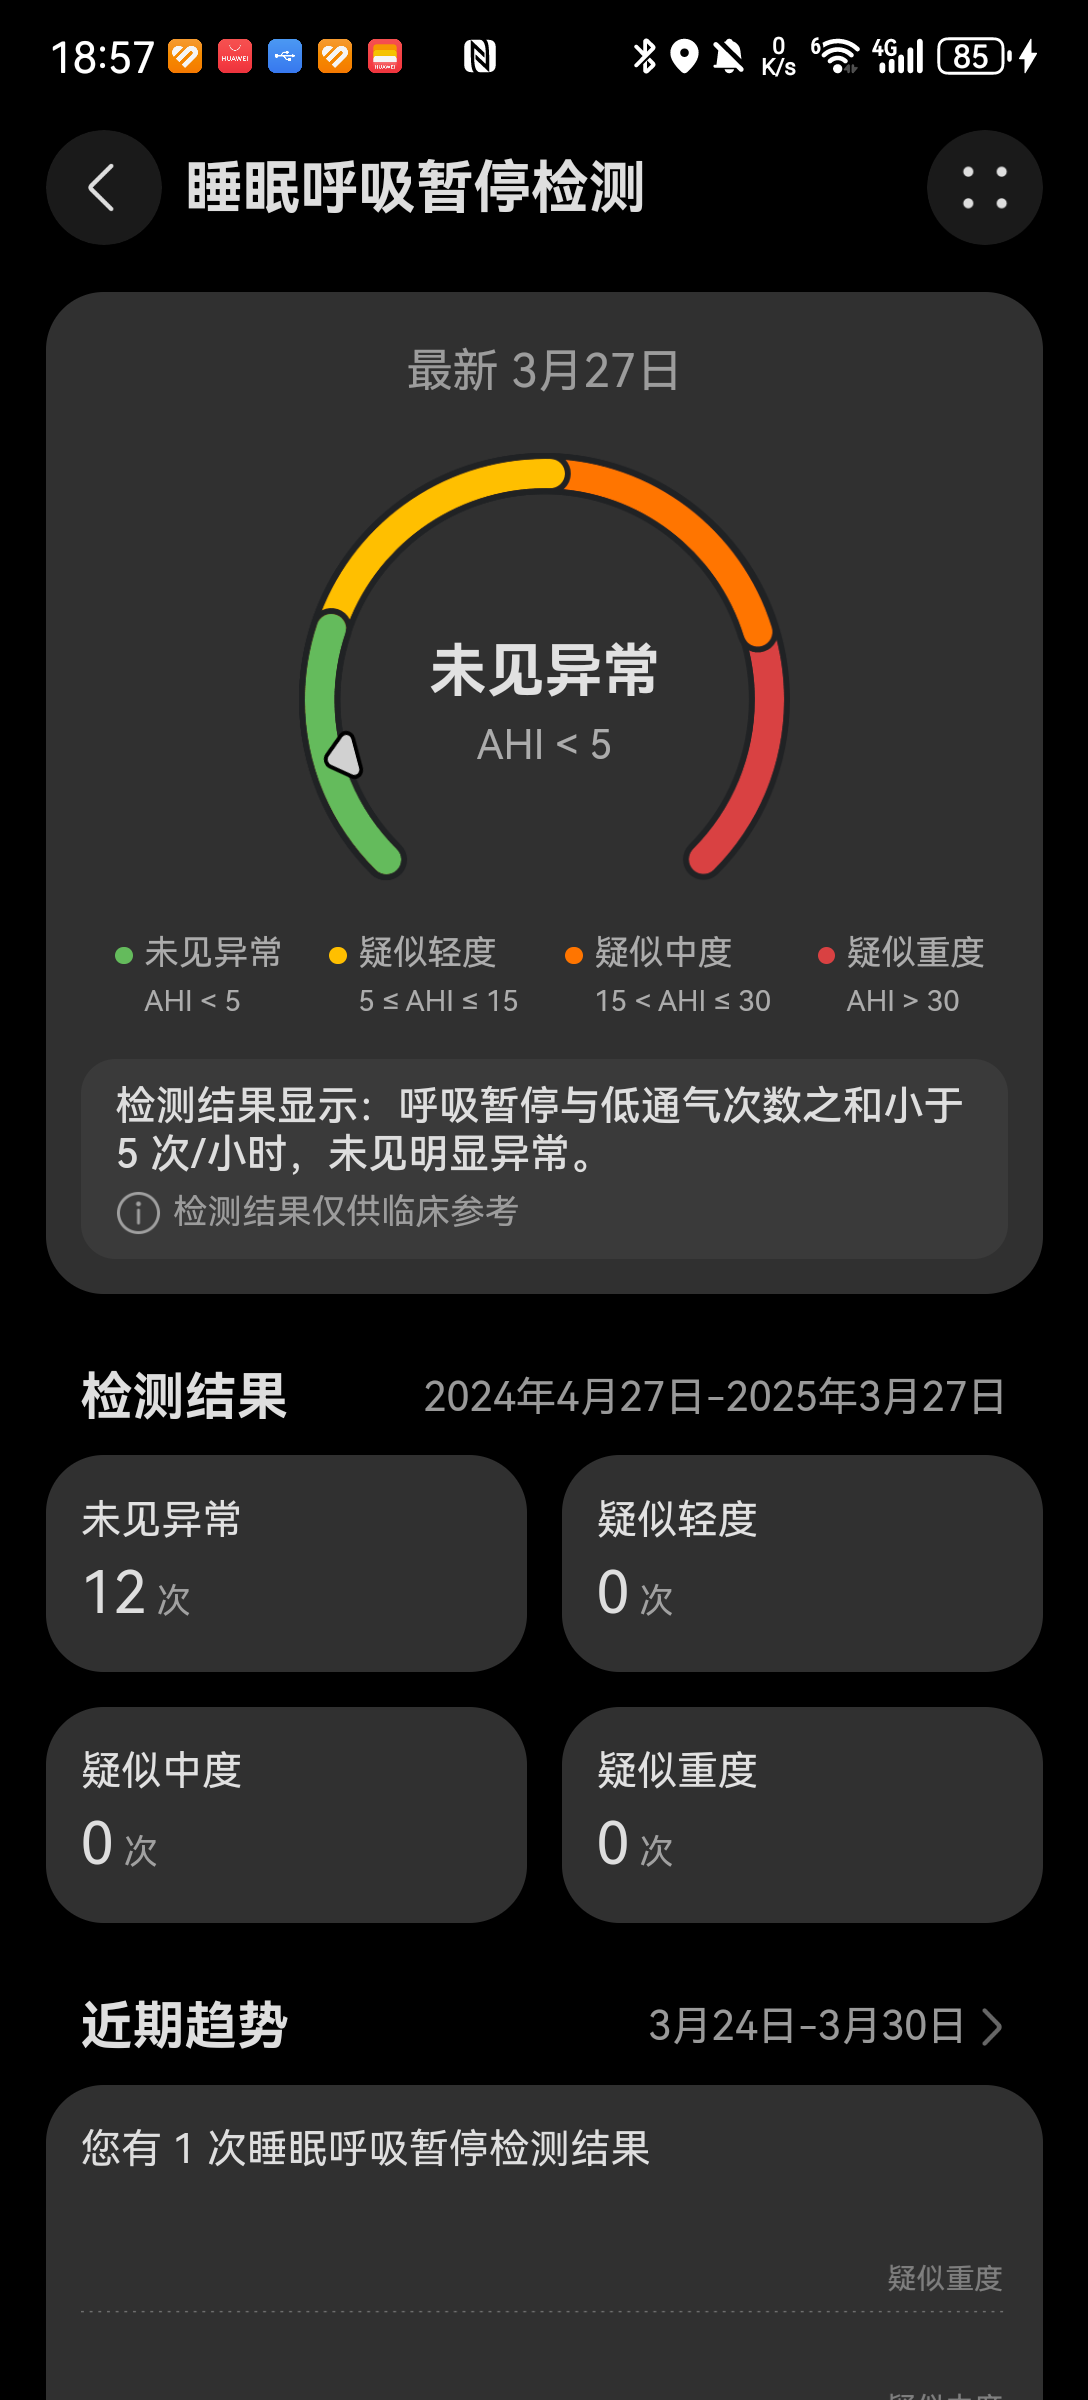 18:57
HUAWEI
HUAWEI
0
K/s
6
4G
85
睡眠呼吸暂停检测
最新 3月27日
未见异常
AHI < 5
未见异常
AHI < 5
疑似轻度
5 ≤ AHI ≤ 15
疑似中度
15 < AHI ≤ 30
疑似重度
AHI > 30
检测结果显示：呼吸暂停与低通气次数之和小于
5 次/小时，未见明显异常。
检测结果仅供临床参考
检测结果
2024年4月27日-2025年3月27日
未见异常
12 次
疑似轻度
0 次
疑似中度
0 次
疑似重度
0 次
近期趋势
3月24日-3月30日
您有 1 次睡眠呼吸暂停检测结果
疑似重度
疑似中度